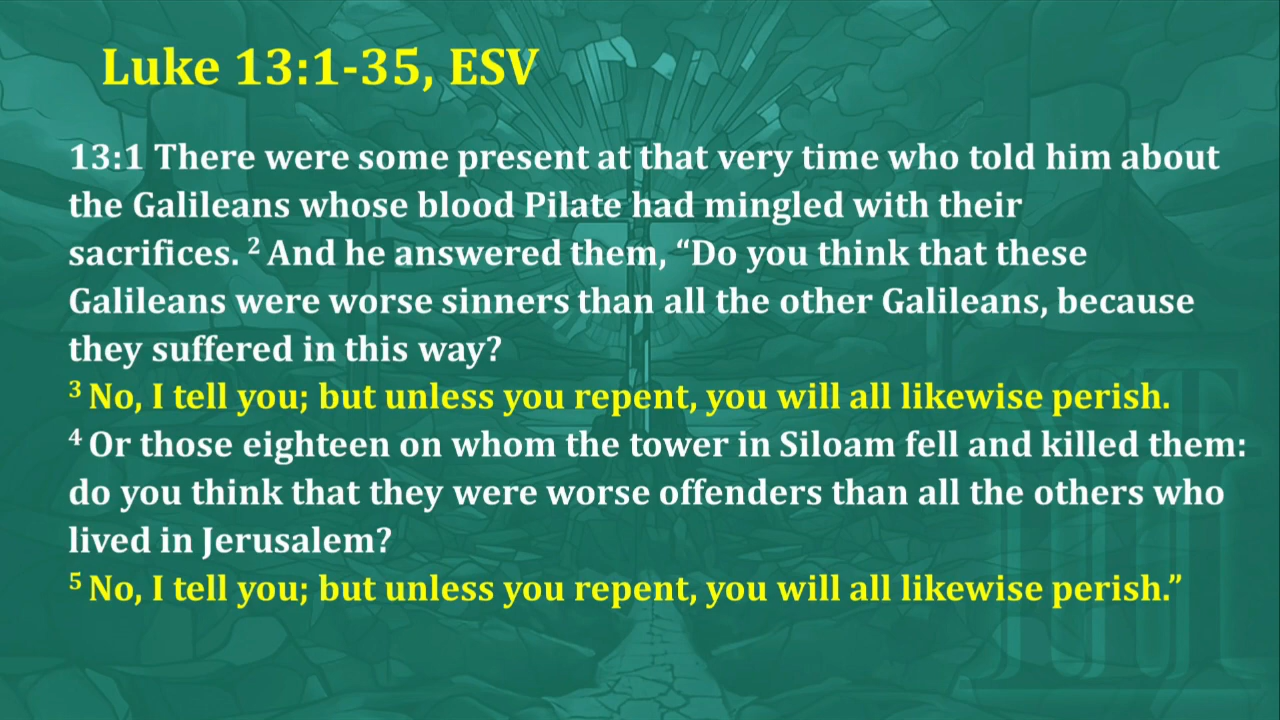 Luke 13:1-35, ESV
13:1 There were some present at that very time who told him about
the Galileans whose blood Pilate had mingled with their
sacrifices. 2 And he answered them, “Do you think that these
Galileans were worse sinners than all the other Galileans, because
they suffered in this way?
3 No, I tell you; but unless you repent, you will all likewise perish.
4 Or those eighteen on whom the tower in Siloam fell and killed them:
do you think that they were worse offenders than all the others who
lived in Jerusalem?
5 No, I tell you; but unless you repent, you will all likewise perish.”